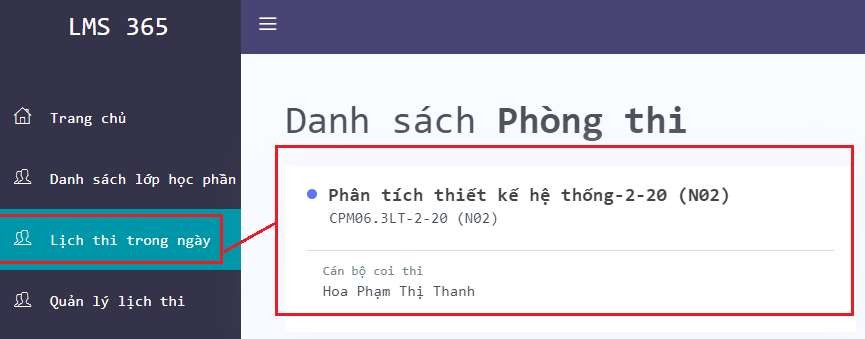 LMS 365
Trang chủ
Danh sách lớp học phần
Lịch thi trong ngày
Quản lý lịch thi
Danh sách Phòng thi
Phân tích thiết kế hệ thống-2-20 (N02)
CPM06.3LT-2-20 (N02)
Cán bộ coi thi
Hoa Phạm Thị Thanh